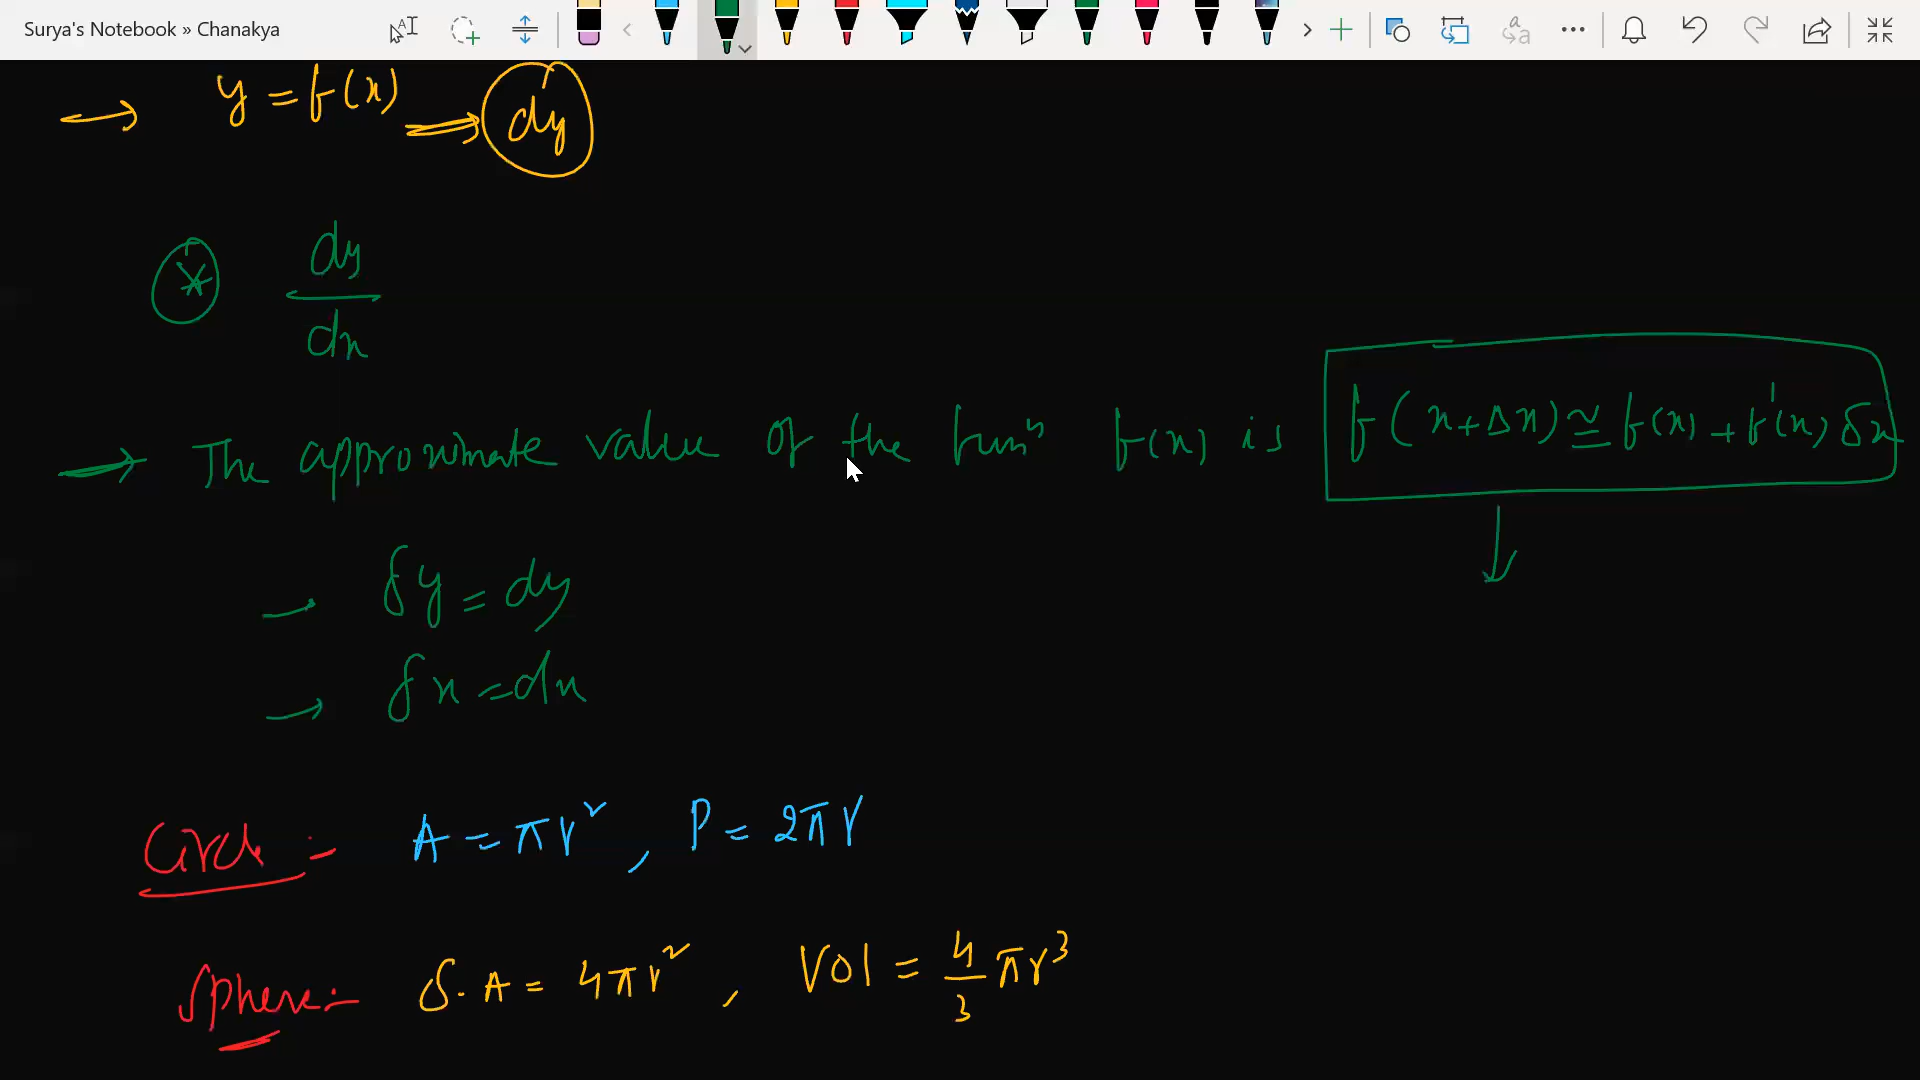 Surya's Notebook » Chanakya
→ y = f(x) ⇒ dy
* dy/dx
→ The approximate value of the funⁿ f(x) is f(x+Δx) ≅ f(x) + f'(x) δx
→ δy = dy
→ δx = dx
Circle :- A = πr², P = 2πr
Sphere :- S.A = 4πr², Vol = 4/3 πr³